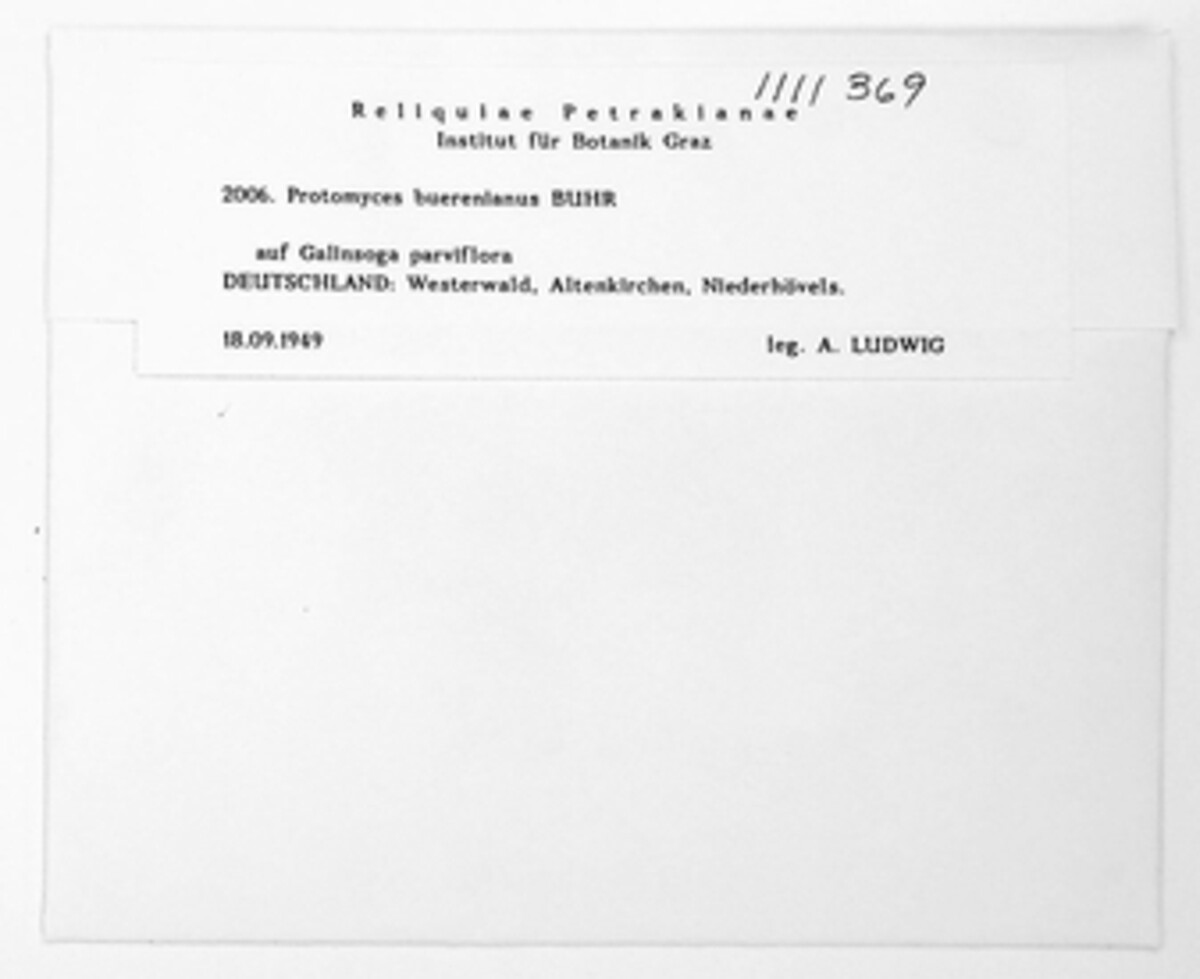 1111 369
Reliquiae Petrakianae
Institut für Botanik Graz
2006. Protomyces buerenianus BUHR
auf Galinsoga parviflora
DEUTSCHLAND: Westerwald, Altenkirchen, Niederhövels.
18.09.1949 leg. A. LUDWIG